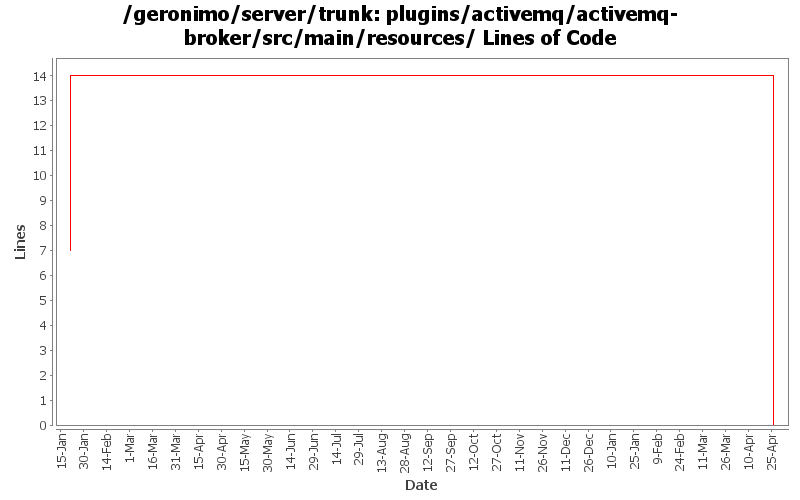 /geronimo/server/trunk: plugins/activemq/activemq-
broker/src/main/resources/ Lines of Code
Lines
14
13
12
11
10
9
8
7
6
5
4
3
2
1
0
15-Jan
30-Jan
14-Feb
1-Mar
16-Mar
31-Mar
15-Apr
30-Apr
15-May
30-May
14-Jun
29-Jun
14-Jul
29-Jul
13-Aug
28-Aug
12-Sep
27-Sep
12-Oct
27-Oct
11-Nov
26-Nov
11-Dec
26-Dec
10-Jan
25-Jan
9-Feb
24-Feb
11-Mar
26-Mar
10-Apr
25-Apr
Date